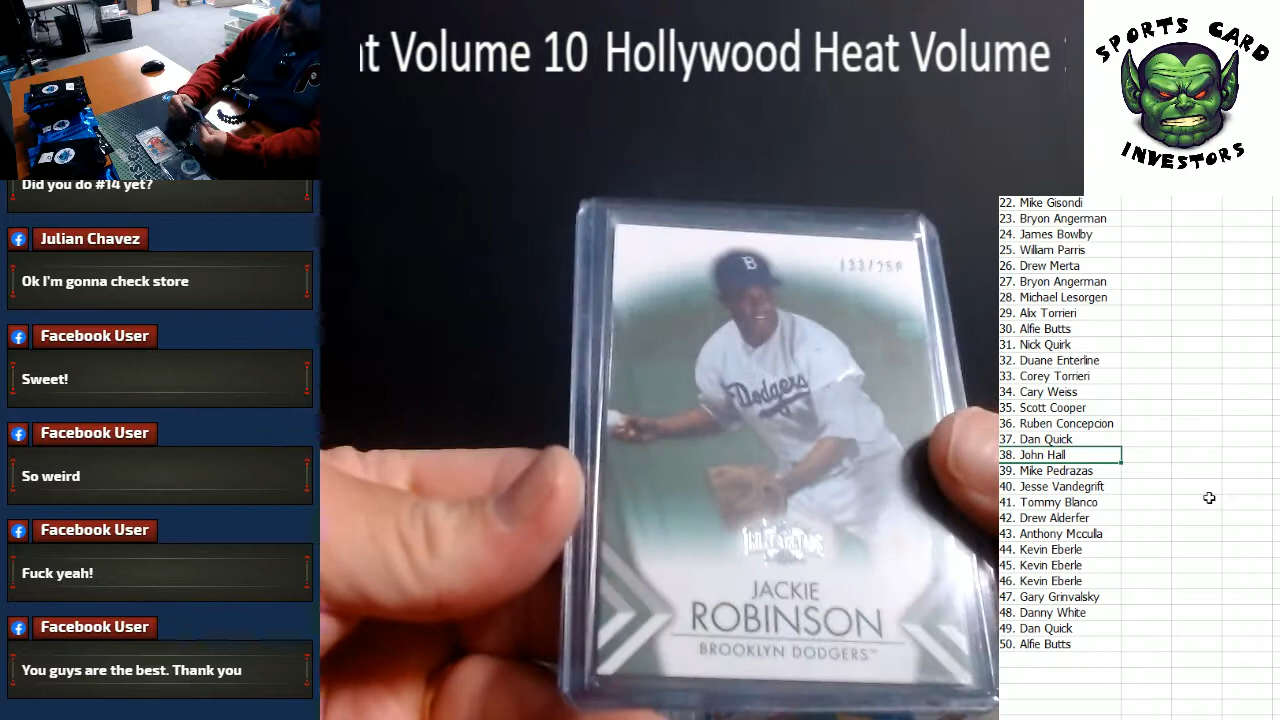 t Volume 10 Hollywood Heat Volume
SPORTS CARD
INVESTORS
Did you do #14 yet?
Julian Chavez
Ok I'm gonna check store
Facebook User
Sweet!
Facebook User
So weird
Facebook User
Fuck yeah!
Facebook User
You guys are the best. Thank you
B
Dodgers
JACKIE
ROBINSON
BROOKLYN DODGERS™
22. Mike Gisondi
23. Bryon Angerman
24. James Bowlby
25. Wiliam Parris
26. Drew Merta
27. Bryon Angerman
28. Michael Lesorgen
29. Alix Torrieri
30. Alfie Butts
31. Nick Quirk
32. Duane Enterline
33. Corey Torrieri
34. Cary Weiss
35. Scott Cooper
36. Ruben Concepcion
37. Dan Quick
38. John Hall
39. Mike Pedrazas
40. Jesse Vandegrift
41. Tommy Blanco
42. Drew Alderfer
43. Anthony Mcculla
44. Kevin Eberle
45. Kevin Eberle
46. Kevin Eberle
47. Gary Grinvalsky
48. Danny White
49. Dan Quick
50. Alfie Butts